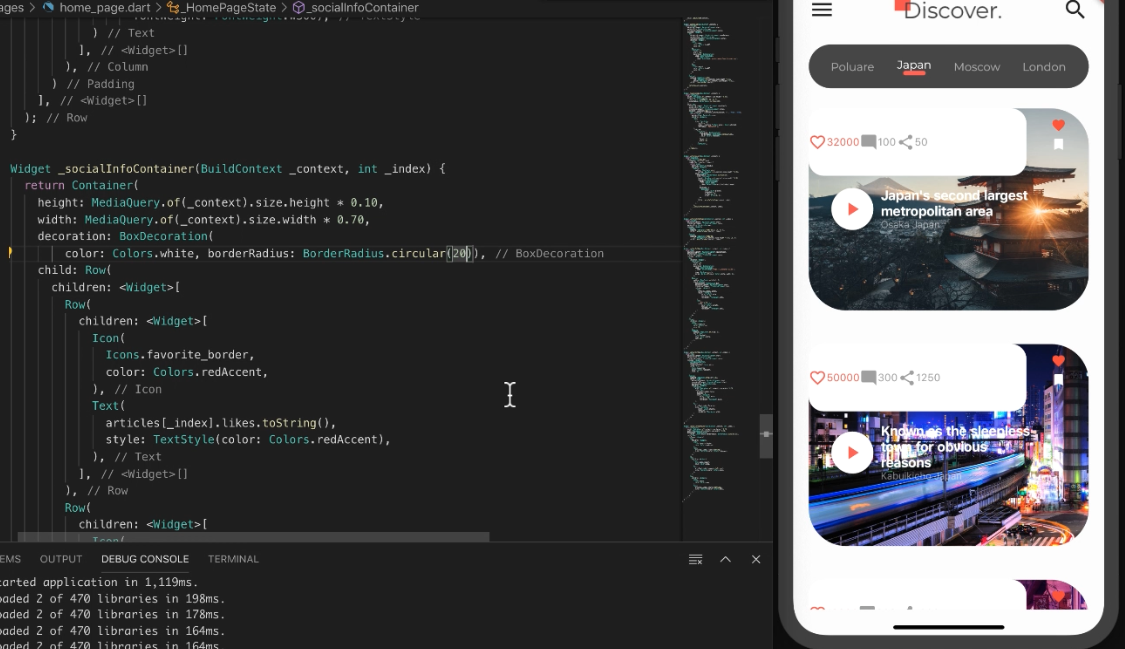 ages > home_page.dart > _HomePageState > _socialInfoContainer
) // Text
], // <Widget>[]
), // Column
) // Padding
], // <Widget>[]
); // Row
}
Widget _socialInfoContainer(BuildContext _context, int _index) {
return Container(
height: MediaQuery.of(_context).size.height * 0.10,
width: MediaQuery.of(_context).size.width * 0.70,
decoration: BoxDecoration(
color: Colors.white, borderRadius: BorderRadius.circular(20)), // BoxDecoration
child: Row(
children: <Widget>[
Row(
children: <Widget>[
Icon(
Icons.favorite_border,
color: Colors.redAccent,
), // Icon
Text(
articles[_index].likes.toString(),
style: TextStyle(color: Colors.redAccent),
), // Text
], // <Widget>[]
), // Row
Row(
children: <Widget>[
Icon(
EMS OUTPUT DEBUG CONSOLE TERMINAL
tarted application in 1,119ms.
oaded 2 of 470 libraries in 198ms.
oaded 2 of 470 libraries in 178ms.
oaded 2 of 470 libraries in 164ms.
oaded 2 of 470 libraries in 164ms.
Discover.
Poluare Japan Moscow London
32000 100 50
Japan's second largest
metropolitan area
Osaka Japan
50000 300 1250
Known as the sleepless
town for obvious
reasons
Kabukicho Japan